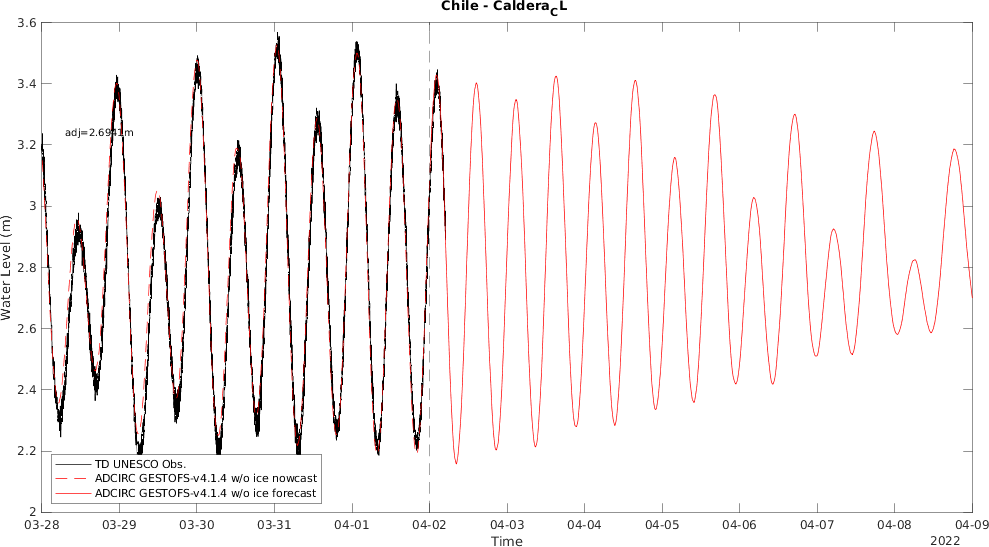 Chile - Caldera_CL
3.6
3.4
3.2
3
2.8
2.6
2.4
2.2
2
Water Level (m)
adj=2.6941m
TD UNESCO Obs.
ADCIRC GESTOFS-v4.1.4 w/o ice nowcast
ADCIRC GESTOFS-v4.1.4 w/o ice forecast
03-28 03-29 03-30 03-31 04-01 04-02 04-03 04-04 04-05 04-06 04-07 04-08 04-09
Time
2022